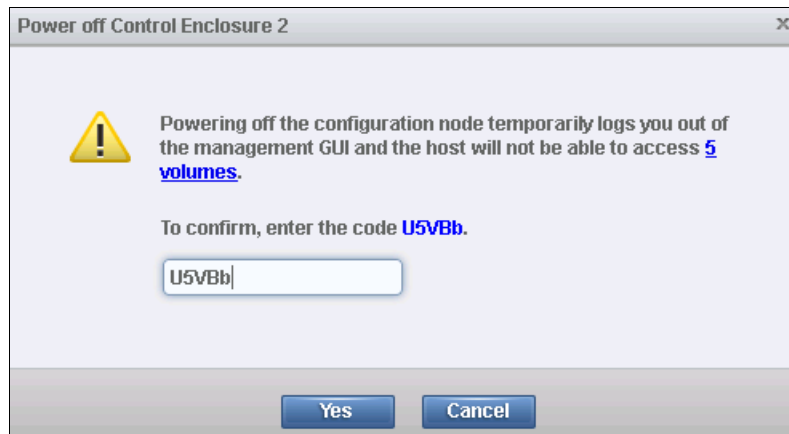 Power off Control Enclosure 2
x
Powering off the configuration node temporarily logs you out of
the management GUI and the host will not be able to access 5
volumes.
To confirm, enter the code U5VBb.
U5VBb
Yes
Cancel